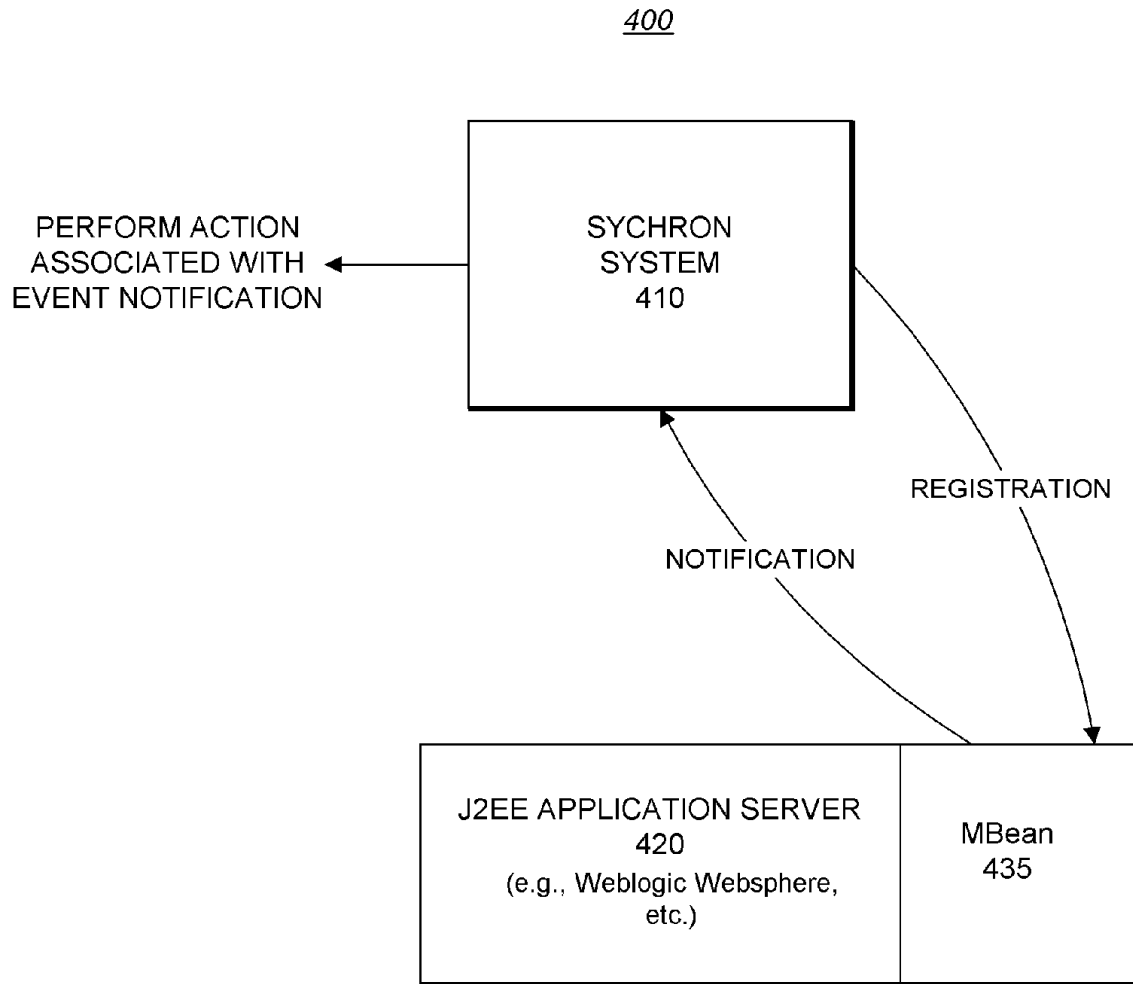 400
SYCHRON
SYSTEM
410
PERFORM ACTION
ASSOCIATED WITH
EVENT NOTIFICATION
REGISTRATION
NOTIFICATION
J2EE APPLICATION SERVER
420
(e.g., Weblogic Websphere,
etc.)
MBean
435